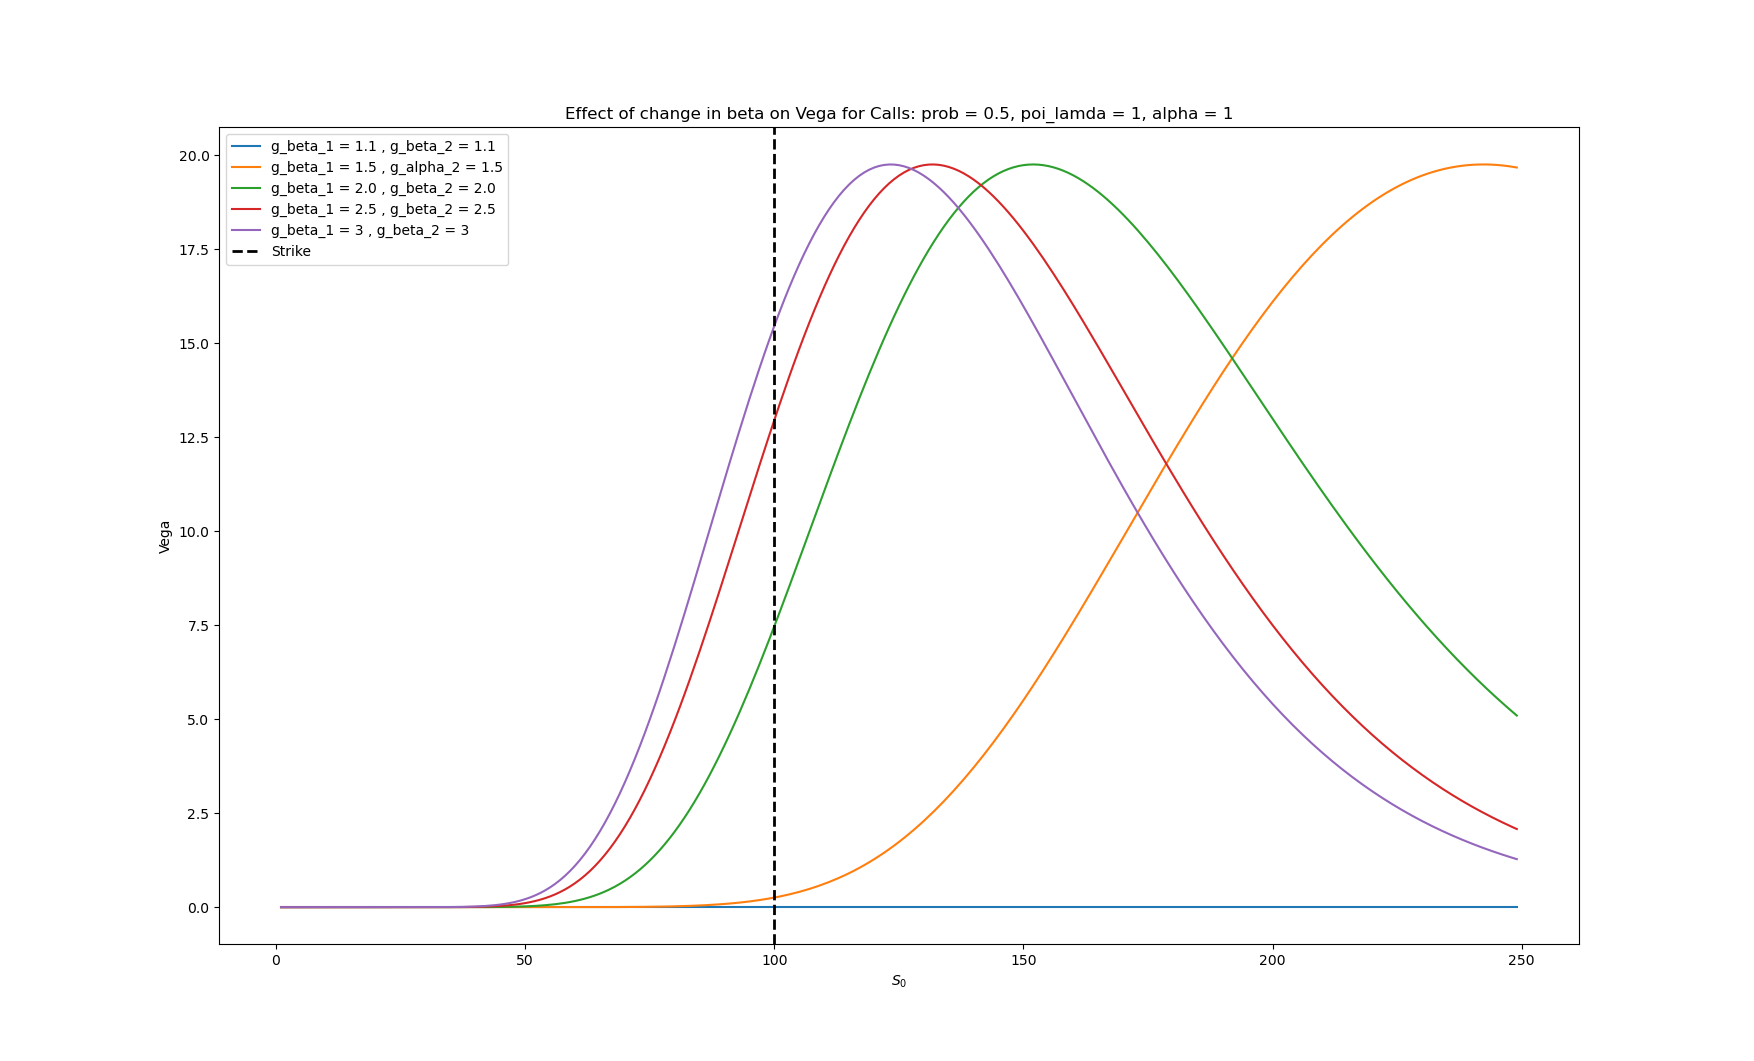 Effect of change in beta on Vega for Calls: prob = 0.5, poi_lamda = 1, alpha = 1
g_beta_1 = 1.1 , g_beta_2 = 1.1
g_beta_1 = 1.5 , g_alpha_2 = 1.5
g_beta_1 = 2.0 , g_beta_2 = 2.0
g_beta_1 = 2.5 , g_beta_2 = 2.5
g_beta_1 = 3 , g_beta_2 = 3
Strike
20.0
17.5
15.0
12.5
10.0
7.5
5.0
2.5
0.0
Vega
0 50 100 150 200 250
S_0